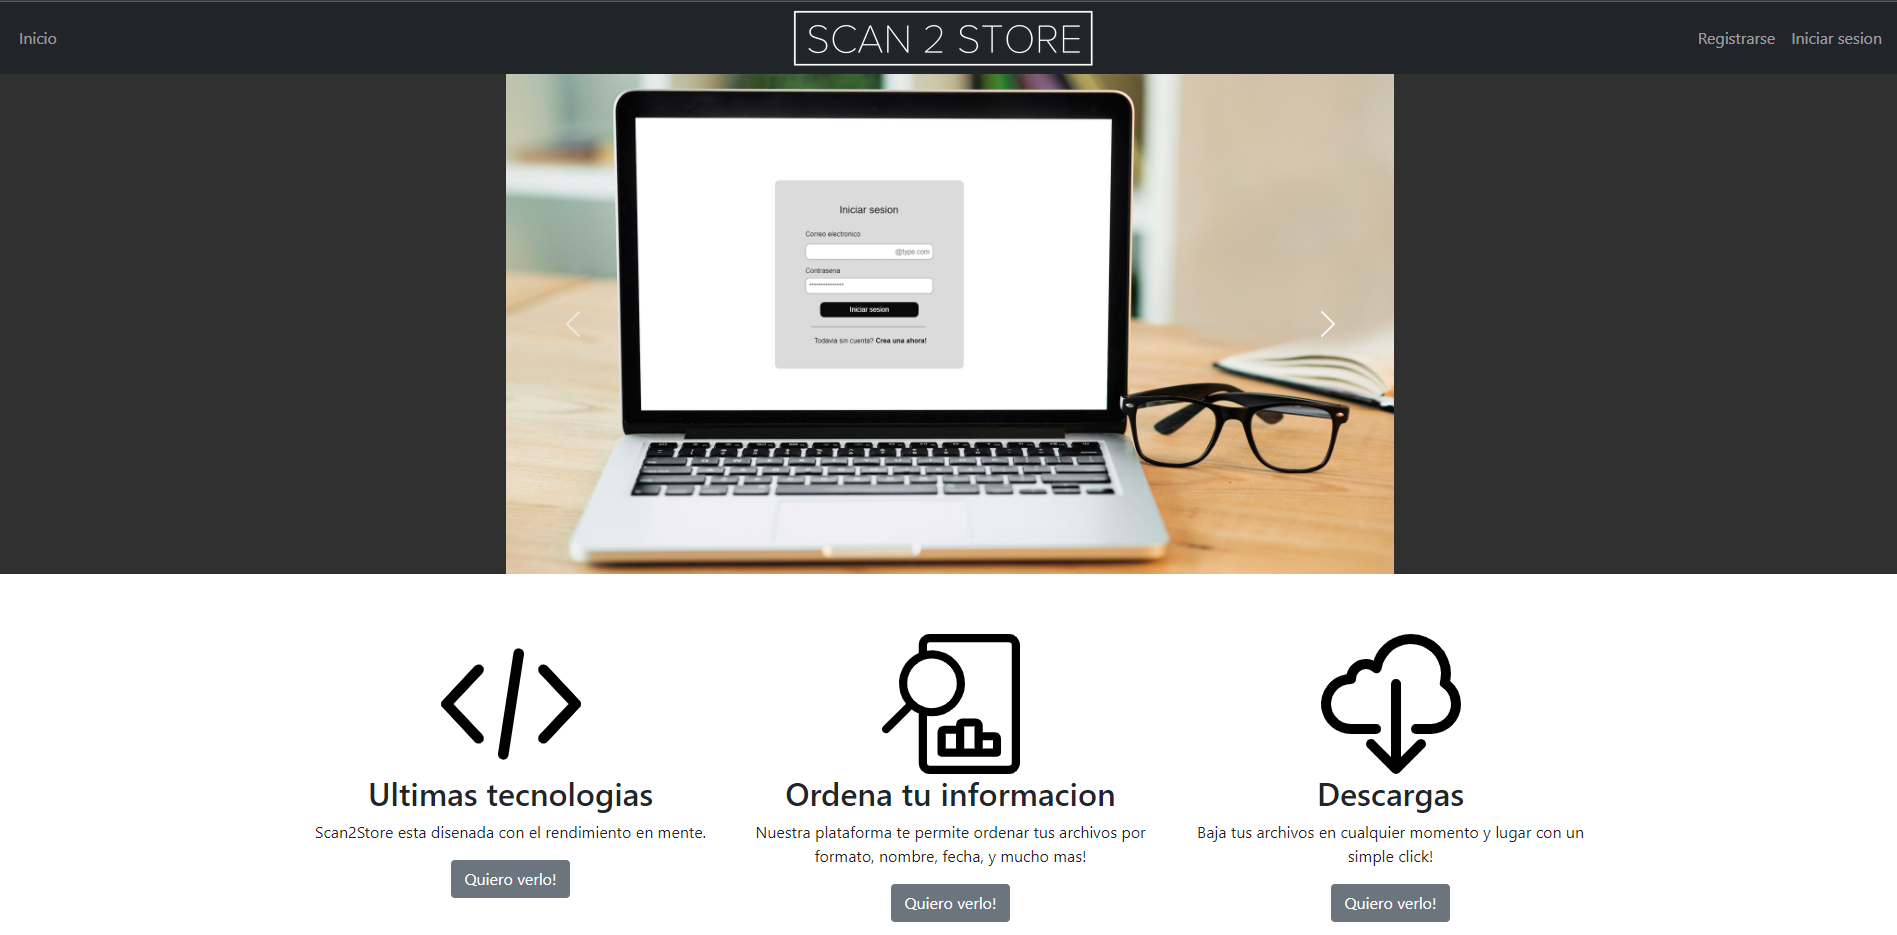 Inicio
SCAN 2 STORE
Registrarse
Iniciar sesion
Iniciar sesion
Correo electronico
@type.com
Contrasena
***************
Iniciar sesion
Todavia sin cuenta? Crea una ahora!
Ultimas tecnologias
Scan2Store esta disenada con el rendimiento en mente.
Quiero verlo!
Ordena tu informacion
Nuestra plataforma te permite ordenar tus archivos por
formato, nombre, fecha, y mucho mas!
Quiero verlo!
Descargas
Baja tus archivos en cualquier momento y lugar con un
simple click!
Quiero verlo!